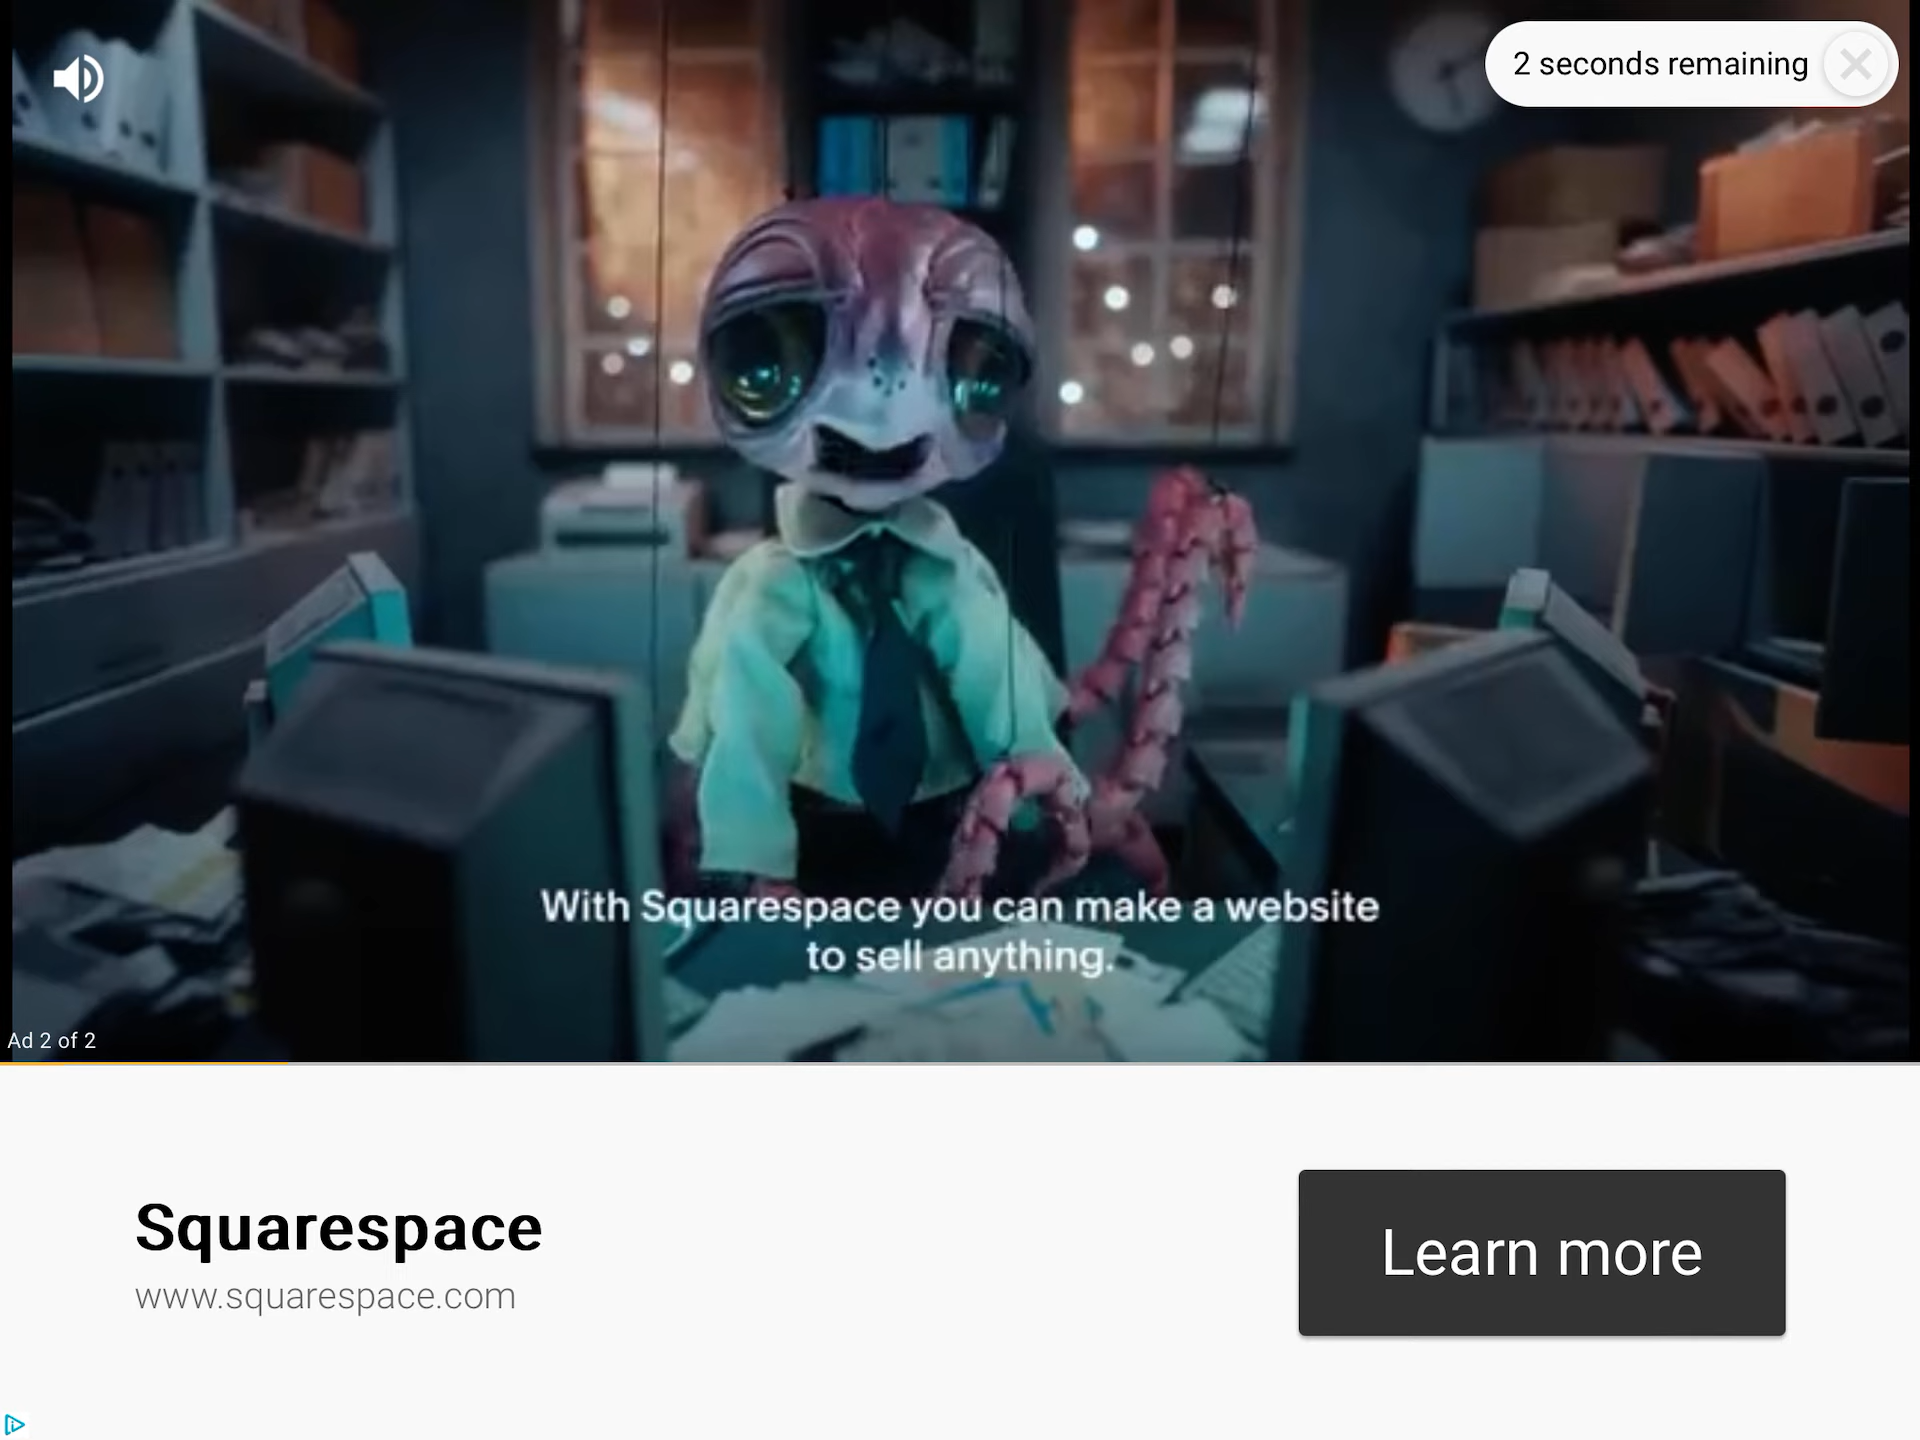 2 seconds remaining
With Squarespace you can make a website
to sell anything.
Ad 2 of 2
Squarespace
www.squarespace.com
Learn more